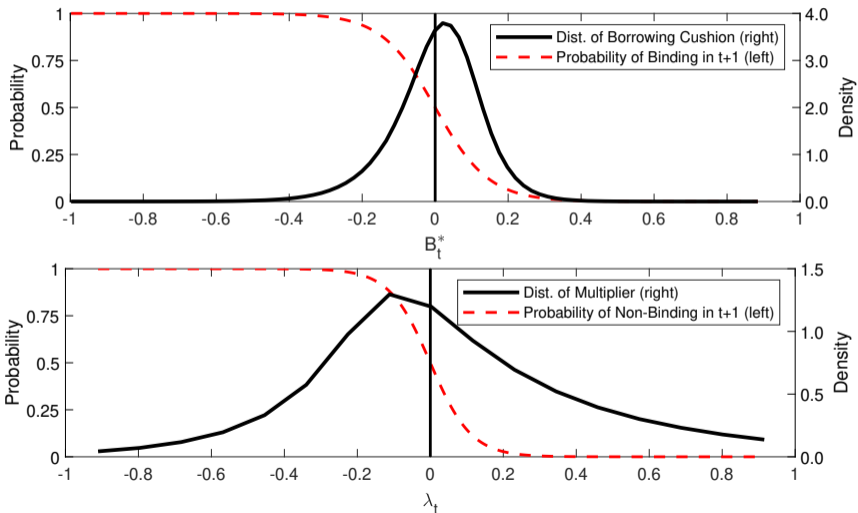 1
0.75
0.5
0.25
0
Probability
4.0
3.0
2.0
1.0
0.0
Density
Dist. of Borrowing Cushion (right)
Probability of Binding in t+1 (left)
-1 -0.8 -0.6 -0.4 -0.2 0 0.2 0.4 0.6 0.8 1
B*t
1
0.75
0.5
0.25
0
Probability
1.5
1.0
0.5
0.0
Density
Dist. of Multiplier (right)
Probability of Non-Binding in t+1 (left)
-1 -0.8 -0.6 -0.4 -0.2 0 0.2 0.4 0.6 0.8 1
λt